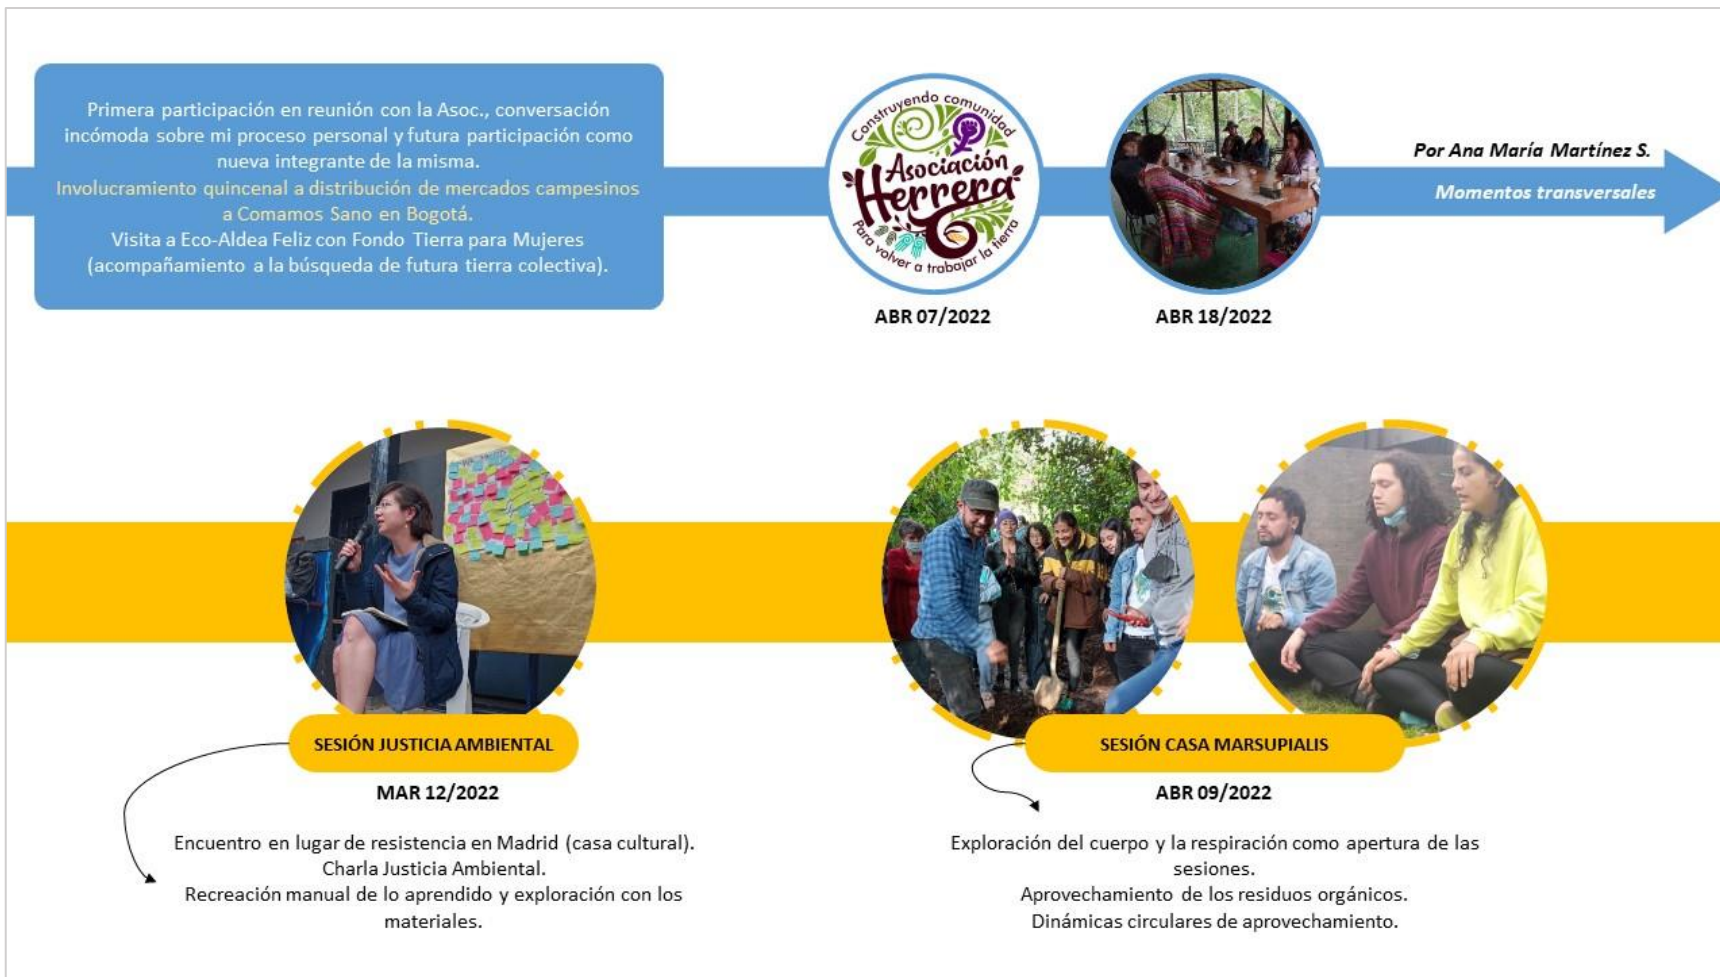 Primera participación en reunión con la Asoc., conversación
incómoda sobre mi proceso personal y futura participación como
nueva integrante de la misma.
Involucramiento quincenal a distribución de mercados campesinos
a Comamos Sano en Bogotá.
Visita a Eco-Aldea Feliz con Fondo Tierra para Mujeres
(acompañamiento a la búsqueda de futura tierra colectiva).
Construyendo comunidad
Asociación
Herrera
Para volver a trabajar la tierra
ABR 07/2022
ABR 18/2022
Por Ana María Martínez S.
Momentos transversales
SESIÓN JUSTICIA AMBIENTAL
MAR 12/2022
Encuentro en lugar de resistencia en Madrid (casa cultural).
Charla Justicia Ambiental.
Recreación manual de lo aprendido y exploración con los
materiales.
SESIÓN CASA MARSUPIALIS
ABR 09/2022
Exploración del cuerpo y la respiración como apertura de las
sesiones.
Aprovechamiento de los residuos orgánicos.
Dinámicas circulares de aprovechamiento.